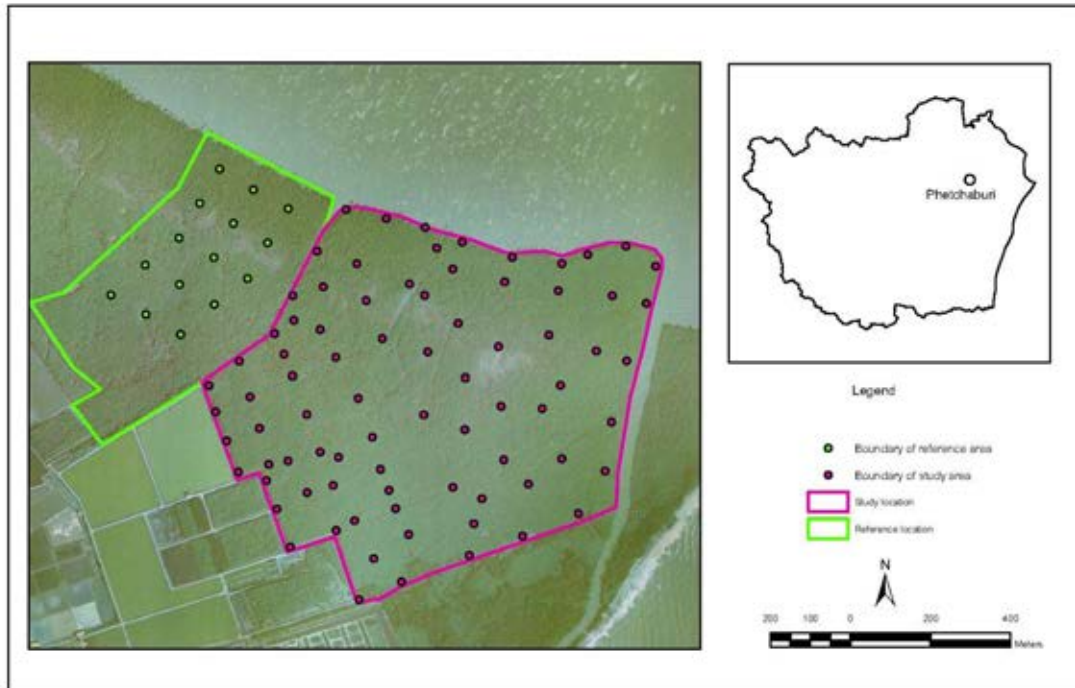 Phetchaburi
Legend
Boundary of reference area
Boundary of study area
Study location
Reference location
N
200 100 0 200 400
Meters